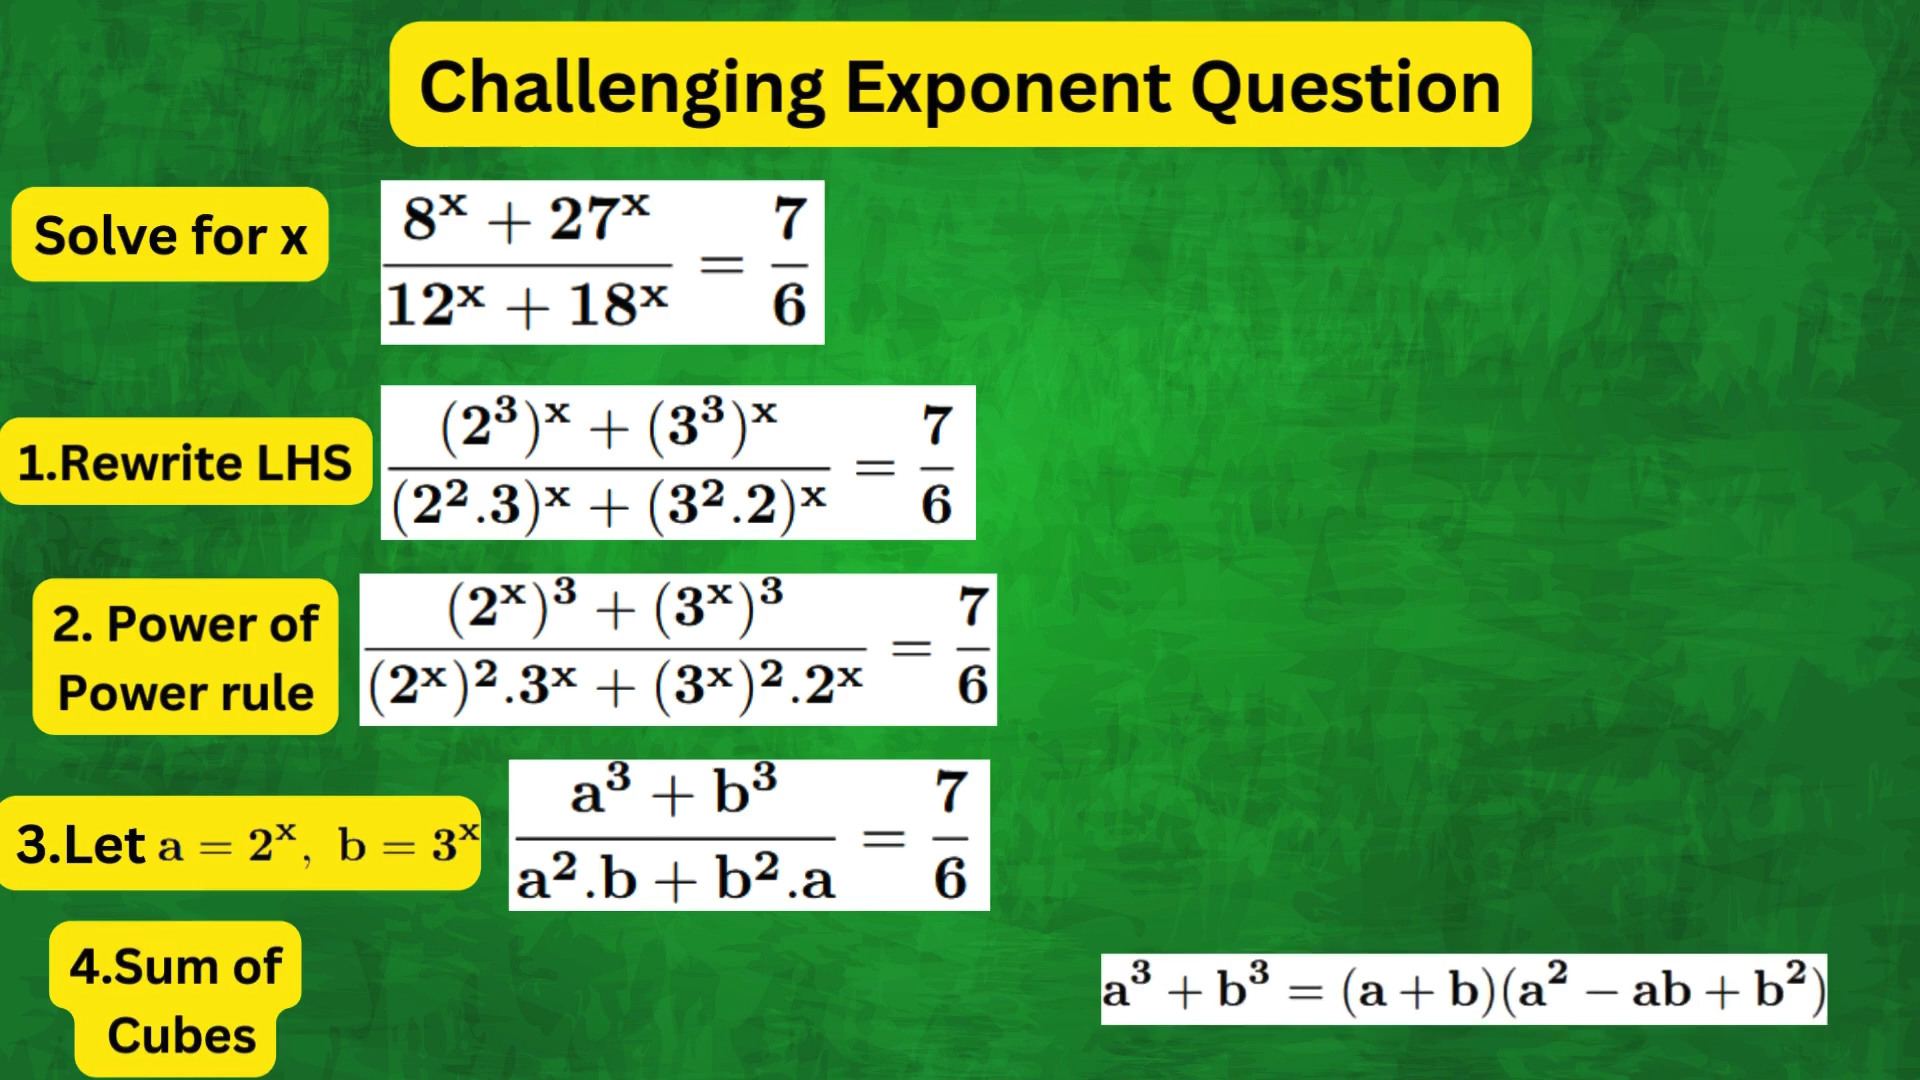 Challenging Exponent Question
Solve for x
8ˣ + 27ˣ / 12ˣ + 18ˣ = 7/6
1.Rewrite LHS
(2³)ˣ + (3³)ˣ / (2².3)ˣ + (3².2)ˣ = 7/6
2. Power of
Power rule
(2ˣ)³ + (3ˣ)³ / (2ˣ)².3ˣ + (3ˣ)².2ˣ = 7/6
3.Let a = 2ˣ, b = 3ˣ
a³ + b³ / a².b + b².a = 7/6
4.Sum of
Cubes
a³ + b³ = (a + b)(a² − ab + b²)